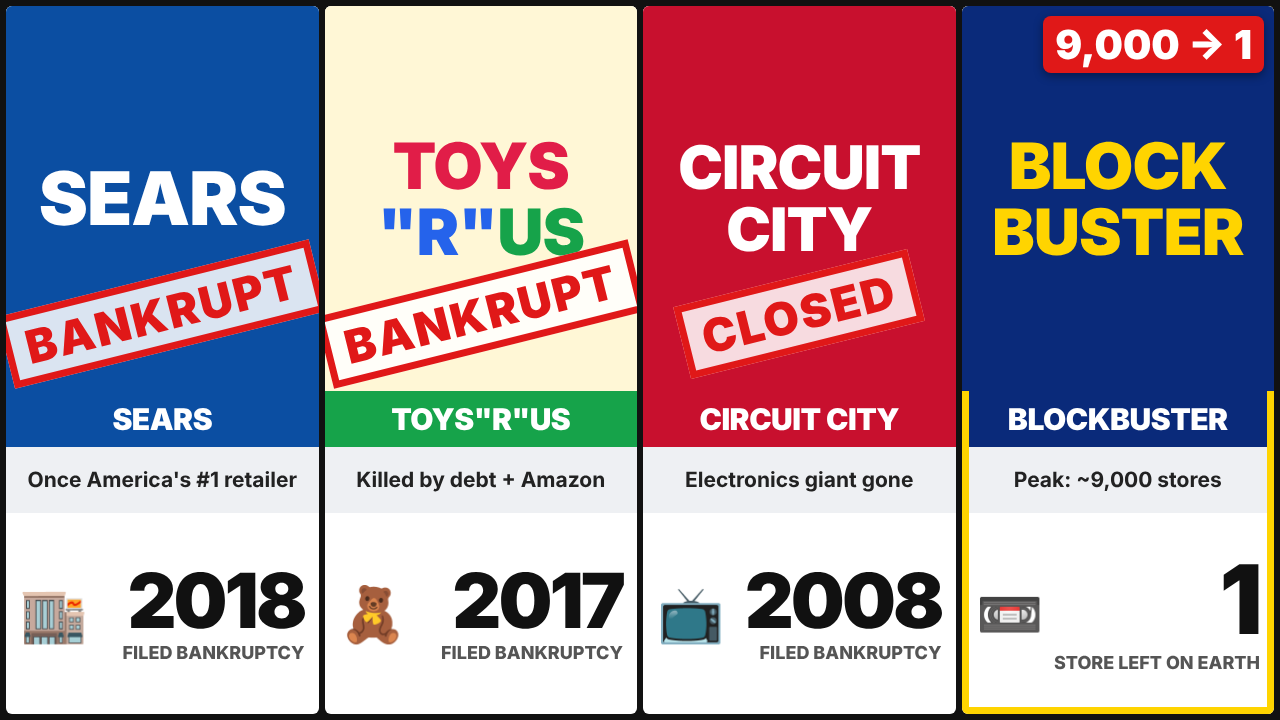 SEARS
BANKRUPT
SEARS
Once America's #1 retailer
2018
FILED BANKRUPTCY
TOYS
"R"US
BANKRUPT
TOYS"R"US
Killed by debt + Amazon
2017
FILED BANKRUPTCY
CIRCUIT
CITY
CLOSED
CIRCUIT CITY
Electronics giant gone
2008
FILED BANKRUPTCY
9,000 → 1
BLOCK
BUSTER
BLOCKBUSTER
Peak: ~9,000 stores
1
STORE LEFT ON EARTH